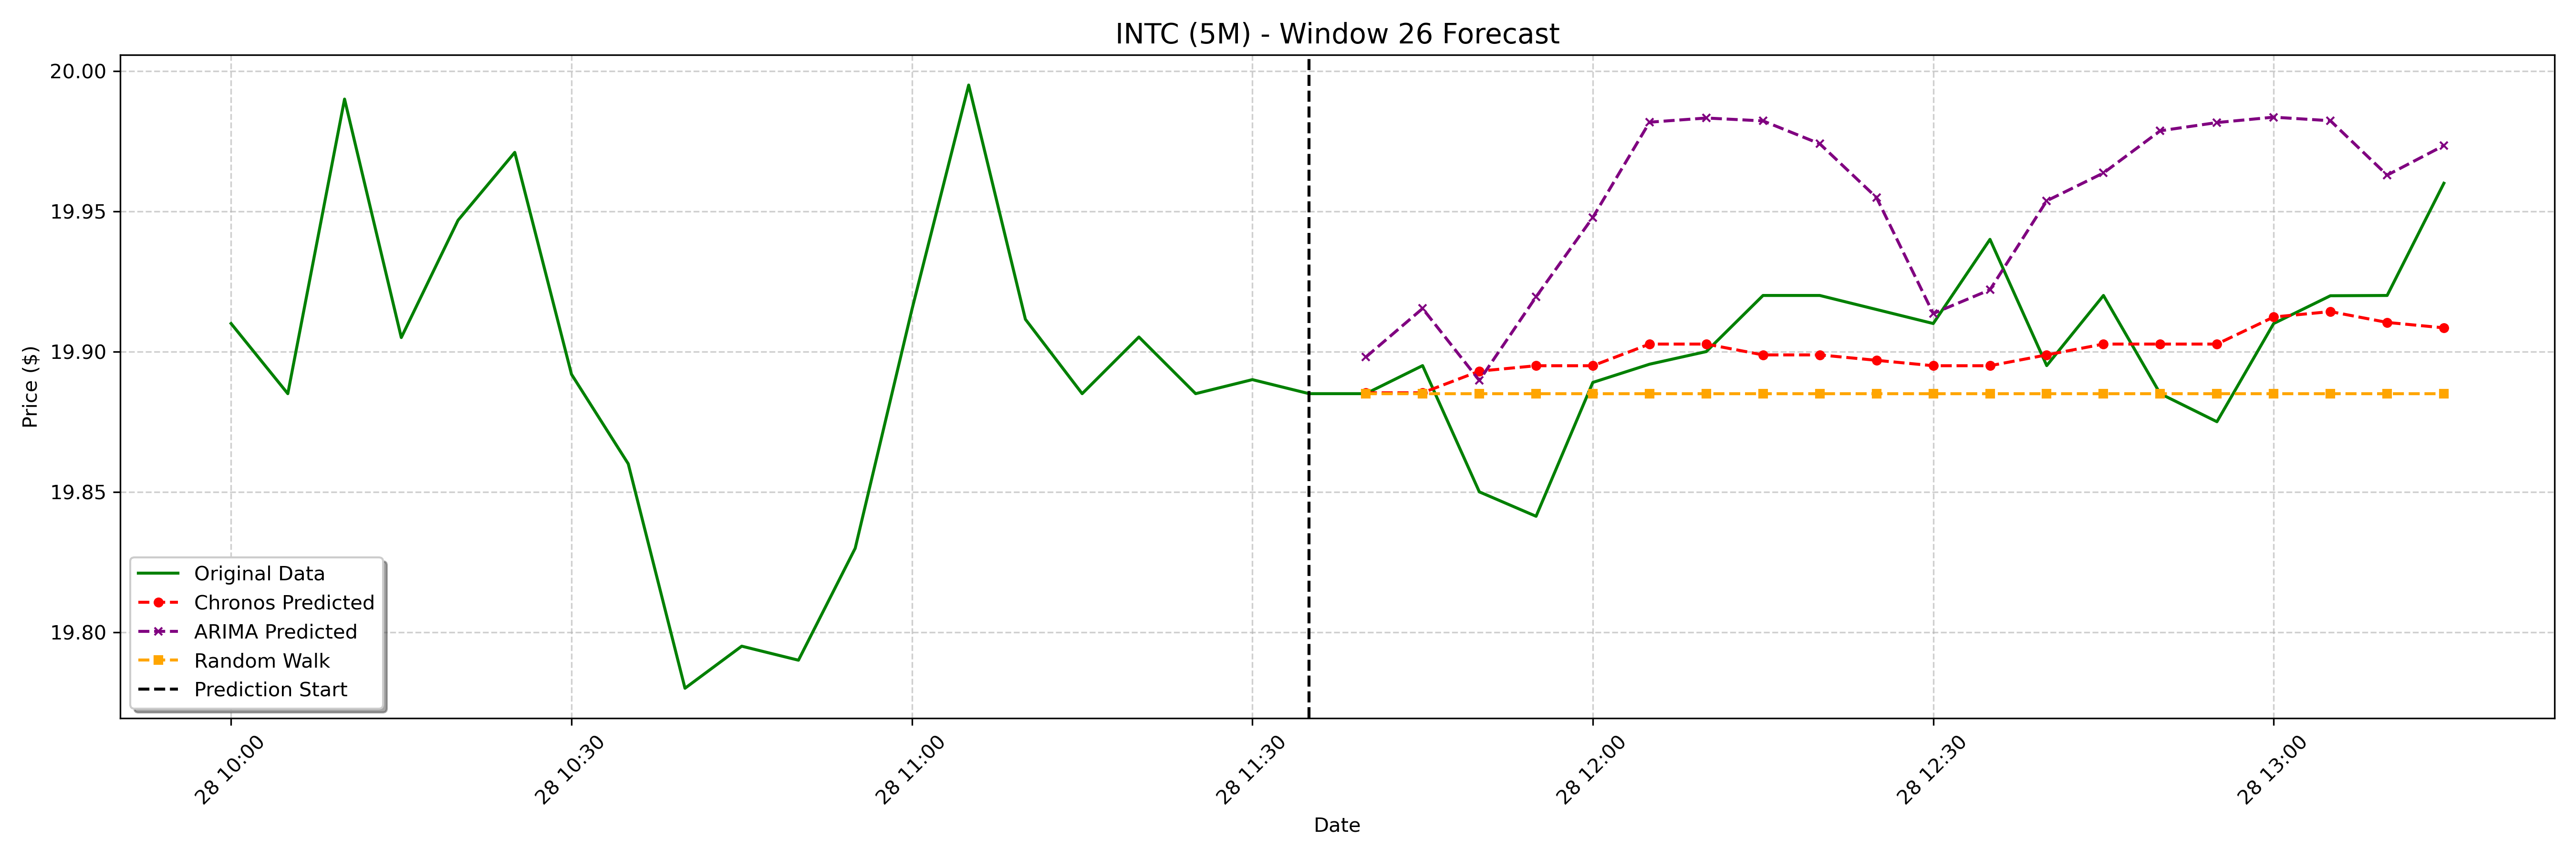 INTC (5M) - Window 26 Forecast
Price ($)
20.00
19.95
19.90
19.85
19.80
Original Data
Chronos Predicted
ARIMA Predicted
Random Walk
Prediction Start
28 10:00
28 10:30
28 11:00
28 11:30
28 12:00
28 12:30
28 13:00
Date